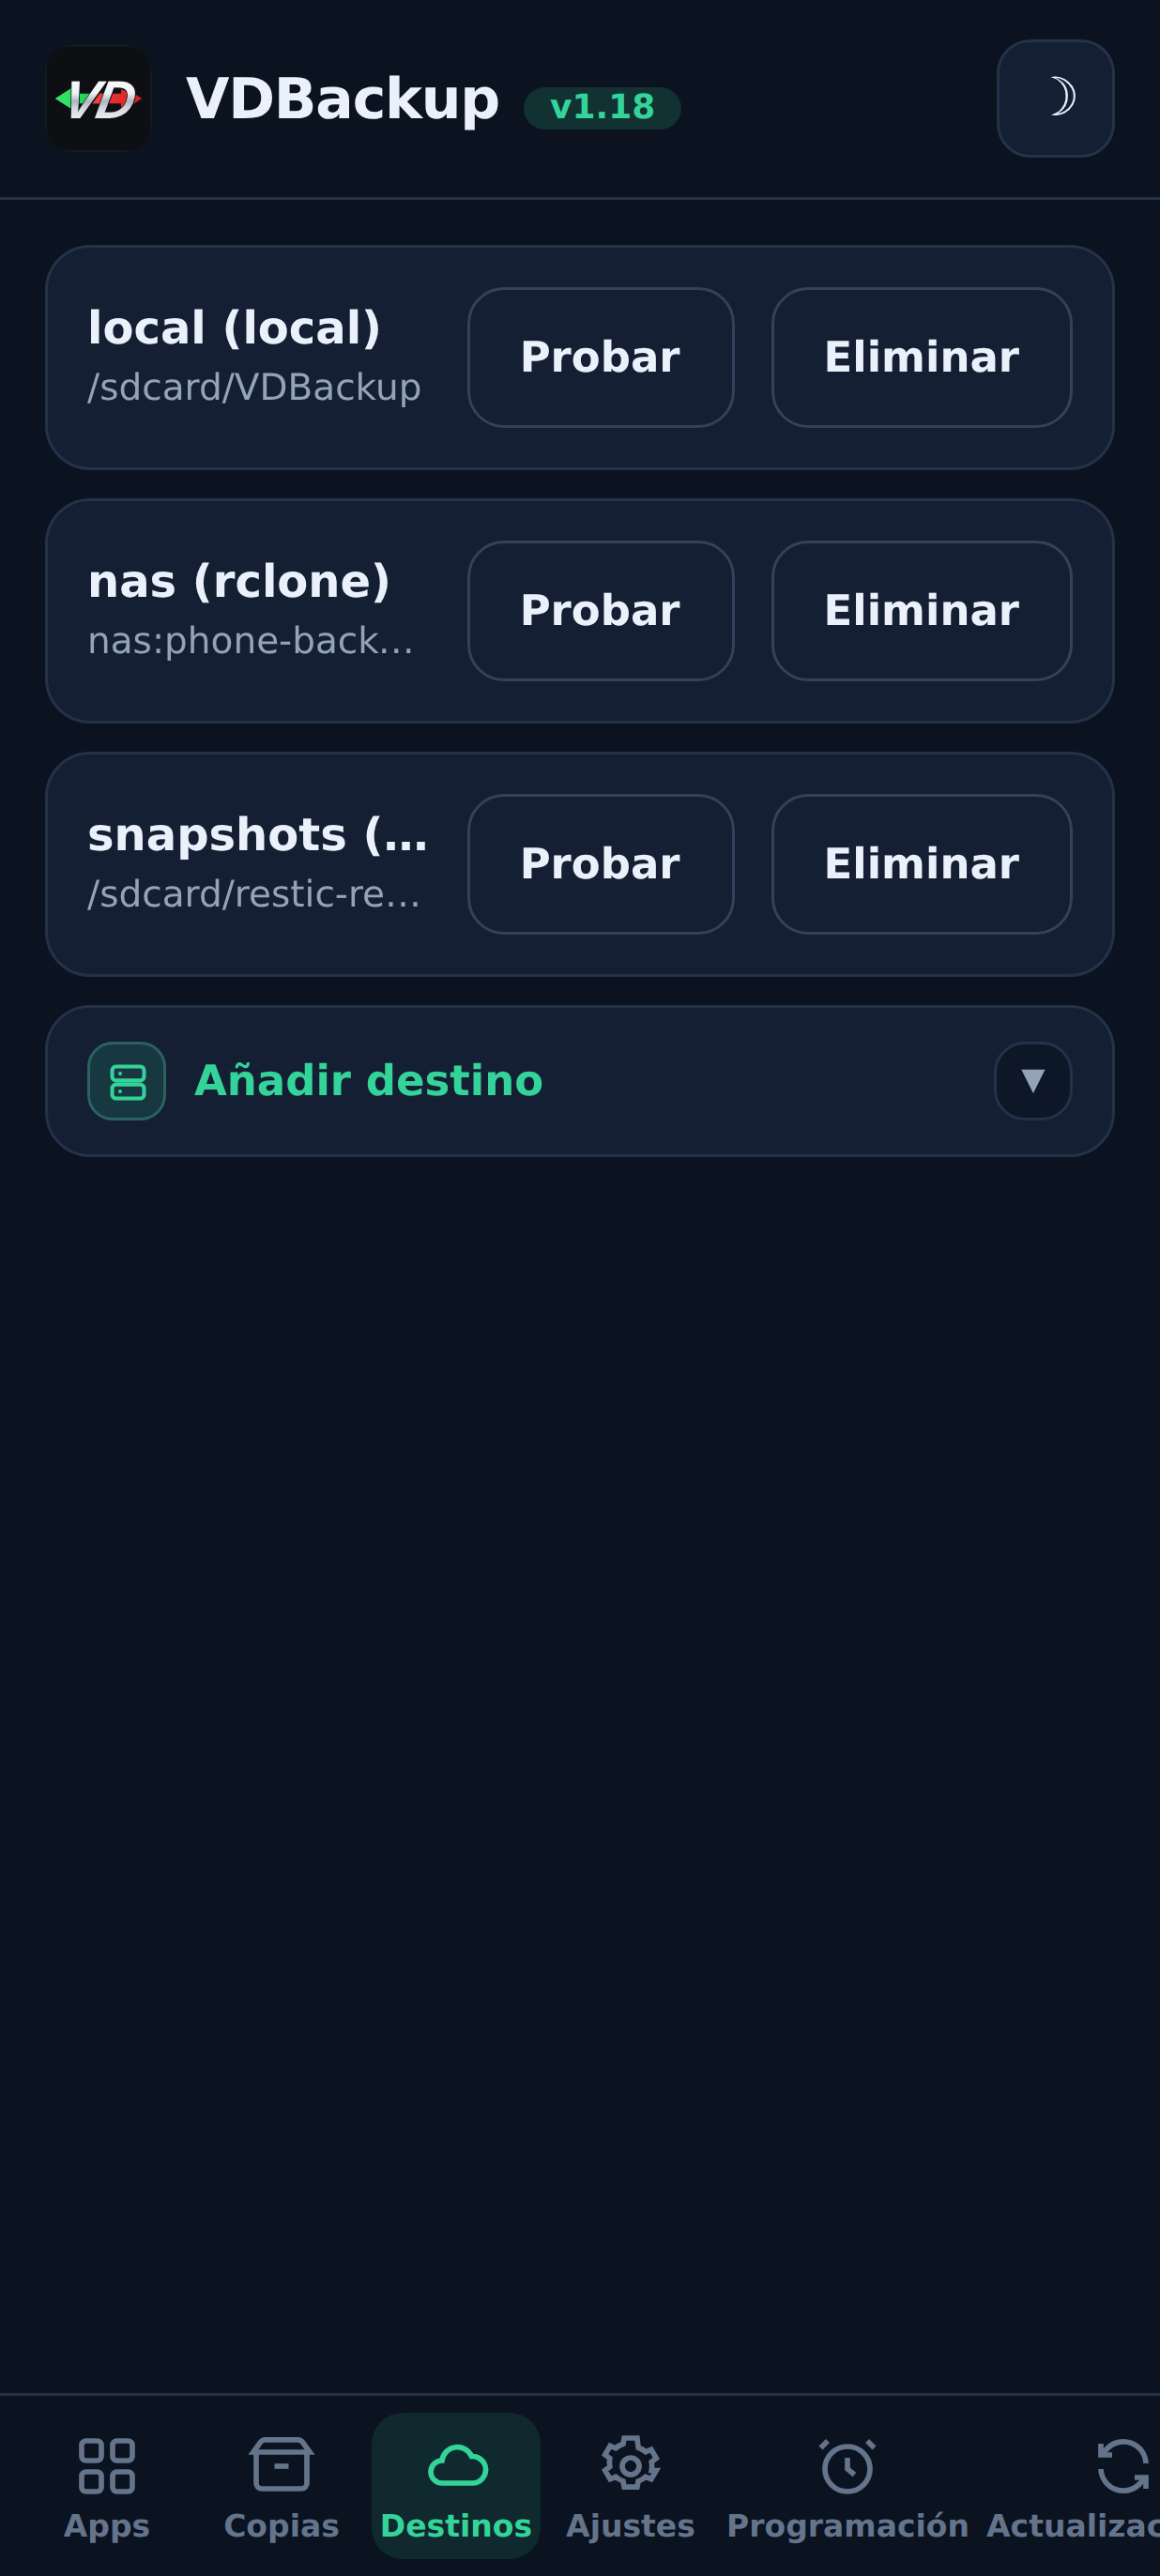 VD
VDBackup v1.18
local (local)
/sdcard/VDBackup
Probar
Eliminar
nas (rclone)
nas:phone-back...
Probar
Eliminar
snapshots (...
/sdcard/restic-re...
Probar
Eliminar
Añadir destino
Apps
Copias
Destinos
Ajustes
Programación
Actualizac